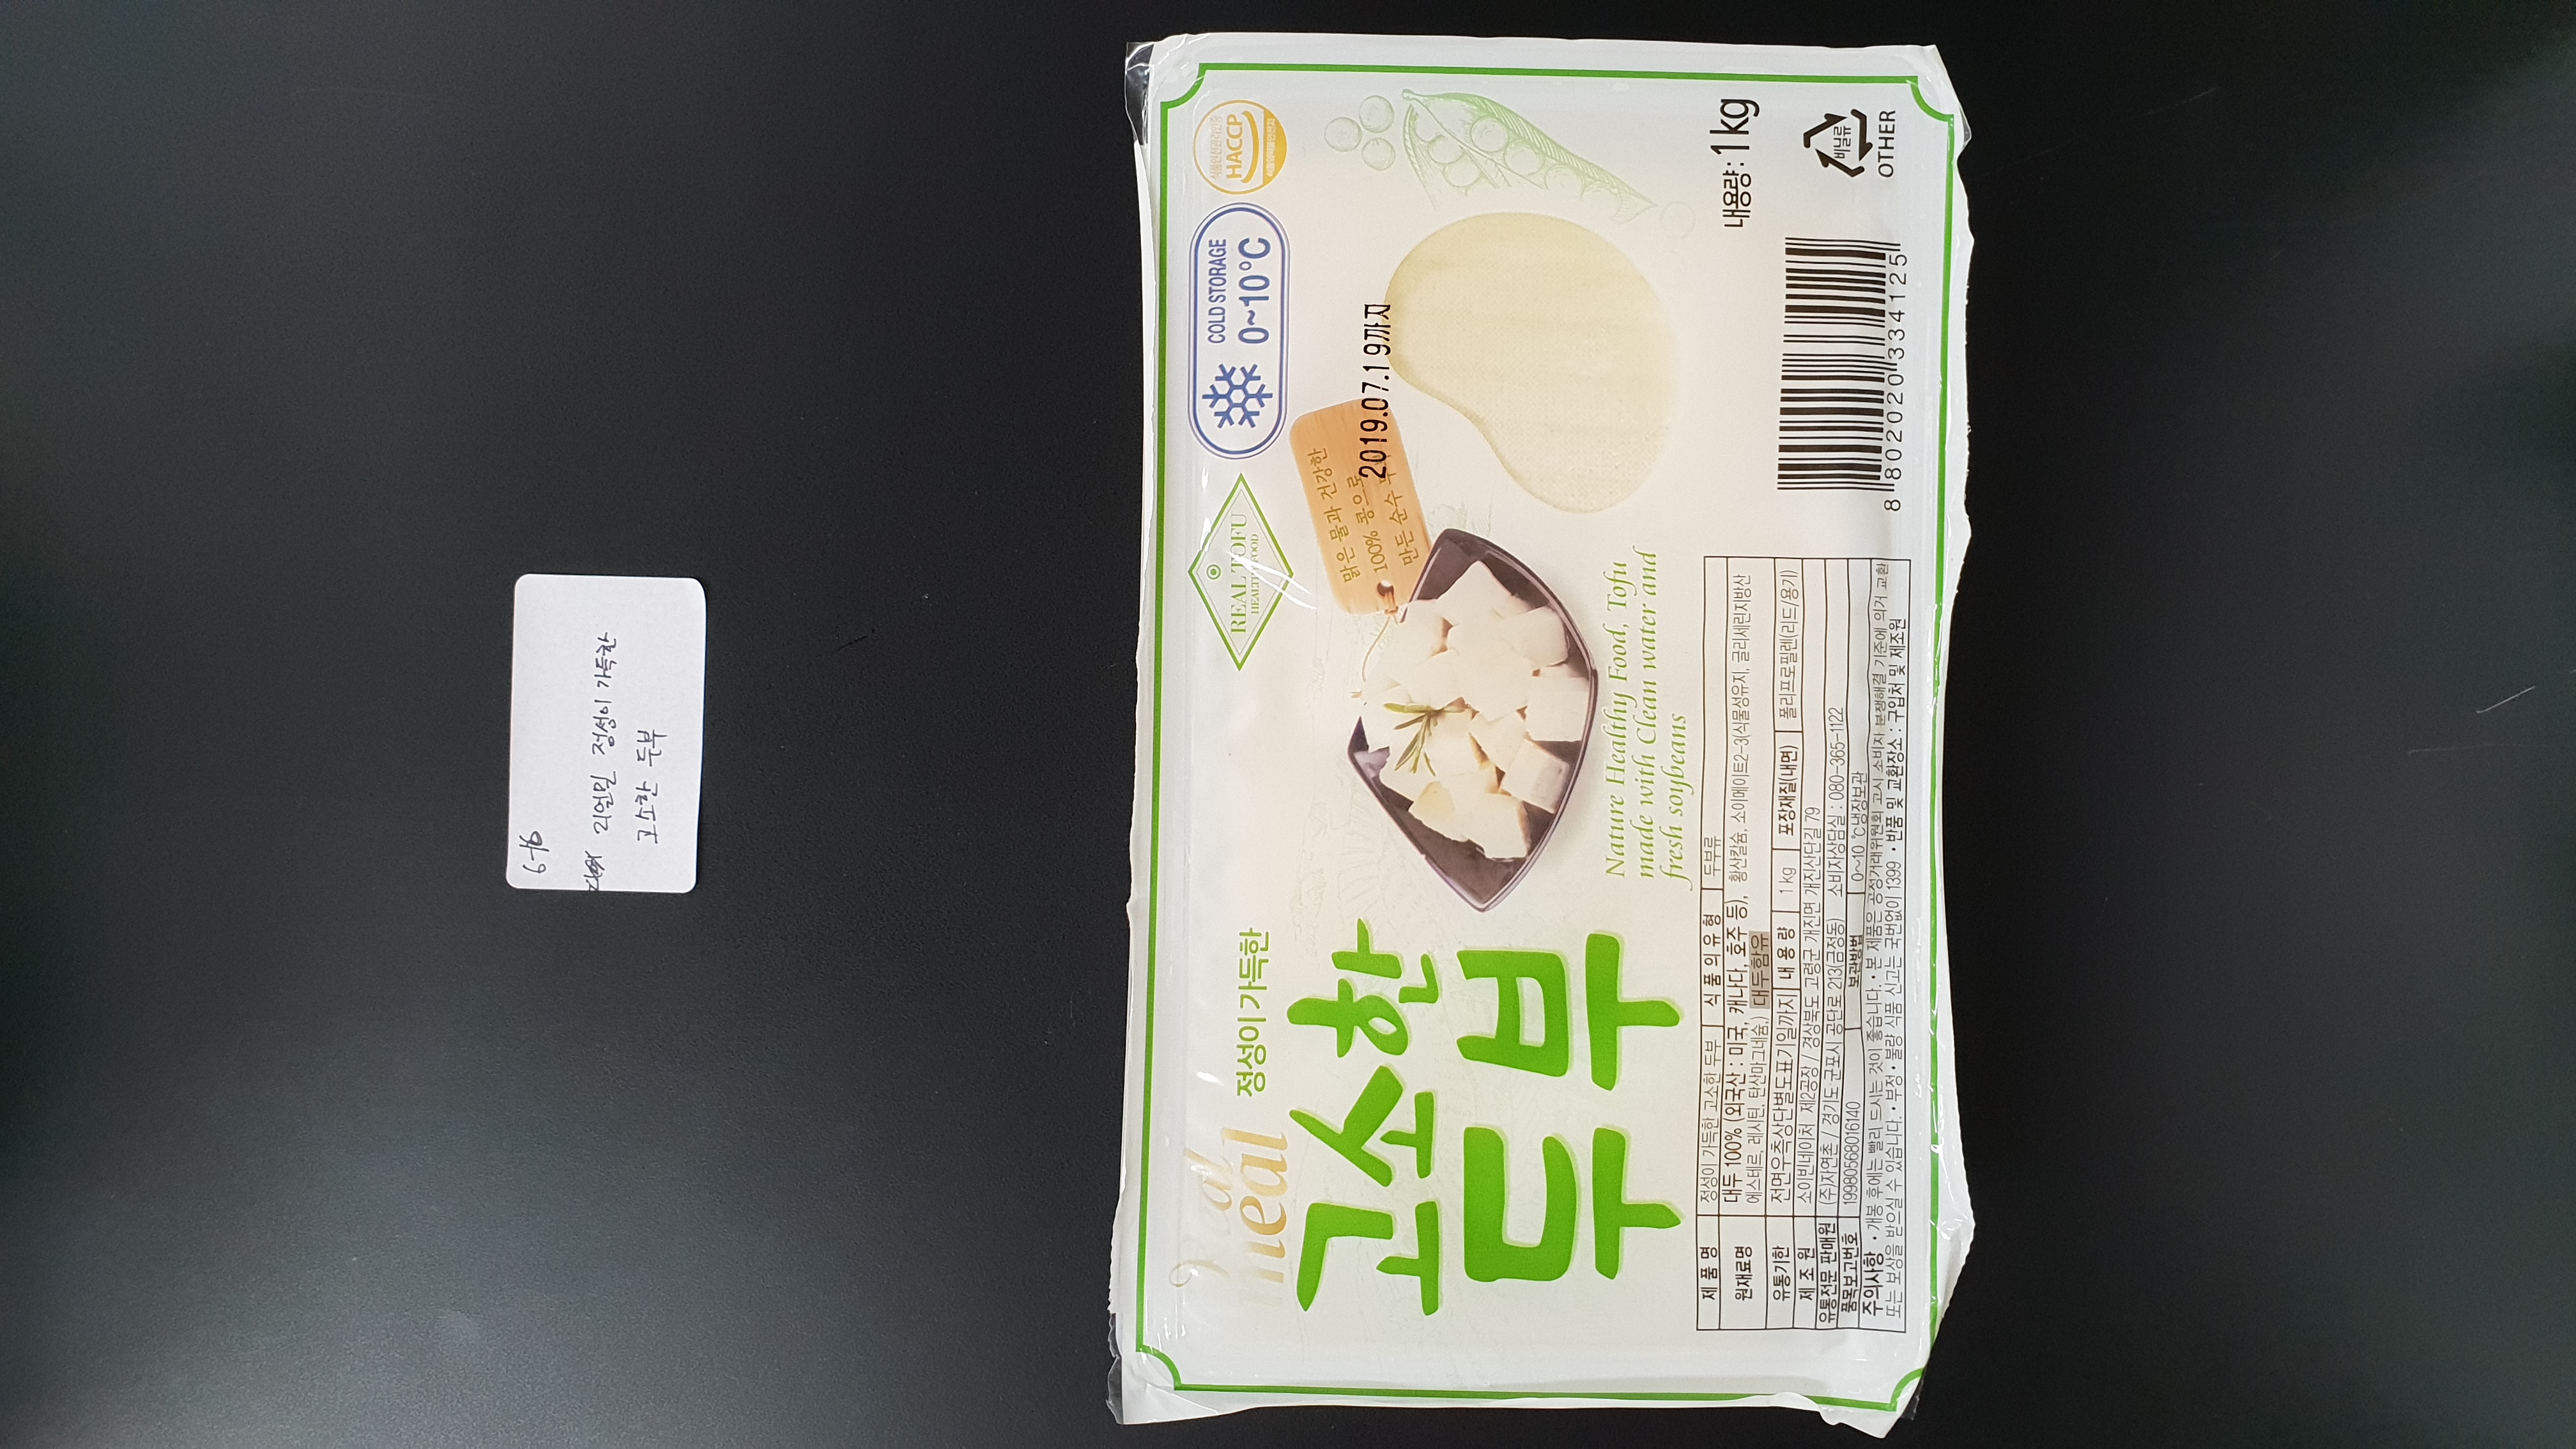 6-16
리얼밀 정성이 가득한
고소한 두부
Real
meal
정성이 가득한
고소한
두부
REAL TOFU
HEALTHY FOOD
COLD STORAGE
0~10℃
식품안전관리인증
HACCP
식품의약품안전처
맑은 물과 건강한
100% 콩으로
만든 순수
2019.07.19까지
Nature Healthy Food, Tofu
made with Clean water and
fresh soybeans
제품명 정성이 가득한 고소한 두부 식품의유형 두부류
원재료명 대두 100% (외국산 : 미국, 캐나다, 호주 등), 황산칼슘, 소이메이트2-3(식물성유지, 글리세린지방산
에스테르, 레시틴, 탄산마그네슘,) 대두함유
유통기한 전면우측상단별도표기일까지 내용량 1 kg 포장재질(내면) 폴리프로필렌(리드/용기)
제조원 소이빈네이처 제2공장 / 경상북도 고령군 개진면 개진산단길 79
유통전문 판매원 (주)자연촌 / 경기도 군포시 공단로 213(금정동) 소비자상담실 : 080-365-1122
품목보고번호 19980568016140 보관방법 0~10 ℃냉장보관
주의사항 • 개봉 후에는 빨리 드시는 것이 좋습니다. • 본 제품은 공정거래위원회 고시 소비자 분쟁해결 기준에 의거 교환
또는 보상을 받으실 수 있습니다. • 부정 • 불량 식품 신고는 국번없이 1399 • 반품 및 교환장소 : 구입처 및 제조원
내용량 : 1kg
8 802020 334125
비닐류
OTHER